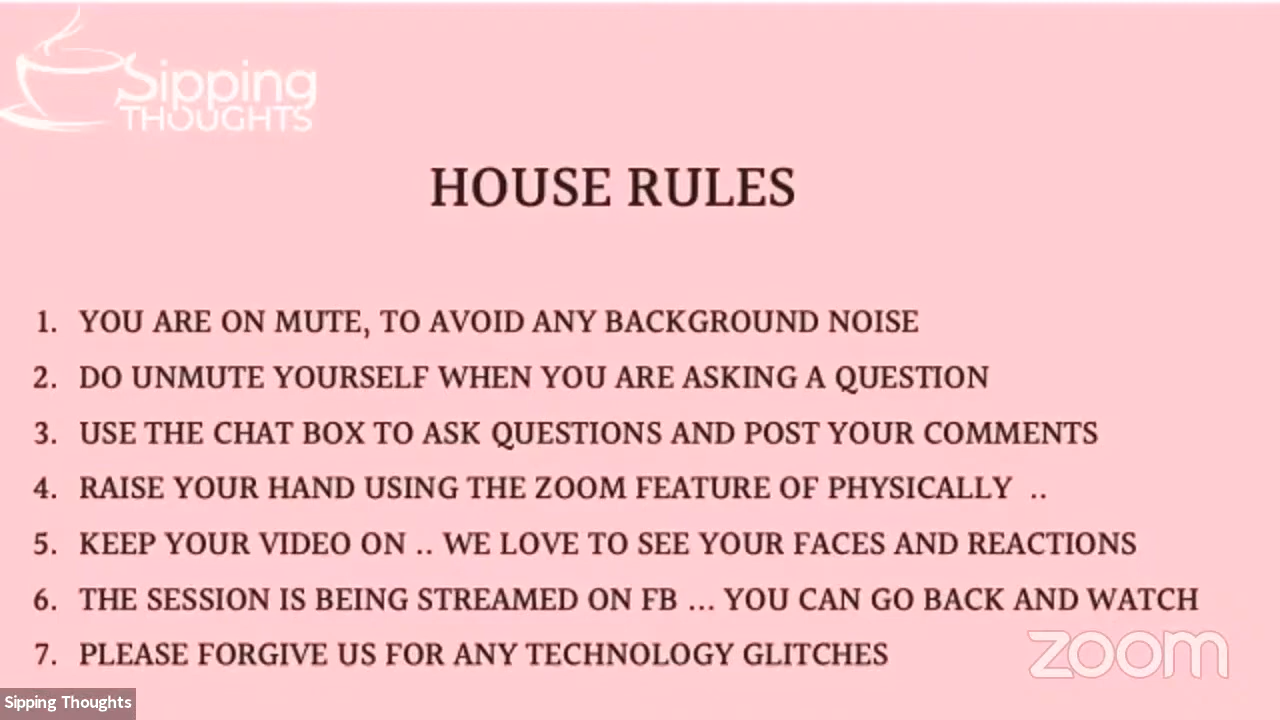 Sipping
THOUGHTS
HOUSE RULES
1. YOU ARE ON MUTE, TO AVOID ANY BACKGROUND NOISE
2. DO UNMUTE YOURSELF WHEN YOU ARE ASKING A QUESTION
3. USE THE CHAT BOX TO ASK QUESTIONS AND POST YOUR COMMENTS
4. RAISE YOUR HAND USING THE ZOOM FEATURE OF PHYSICALLY ..
5. KEEP YOUR VIDEO ON .. WE LOVE TO SEE YOUR FACES AND REACTIONS
6. THE SESSION IS BEING STREAMED ON FB ... YOU CAN GO BACK AND WATCH
7. PLEASE FORGIVE US FOR ANY TECHNOLOGY GLITCHES
zoom
Sipping Thoughts